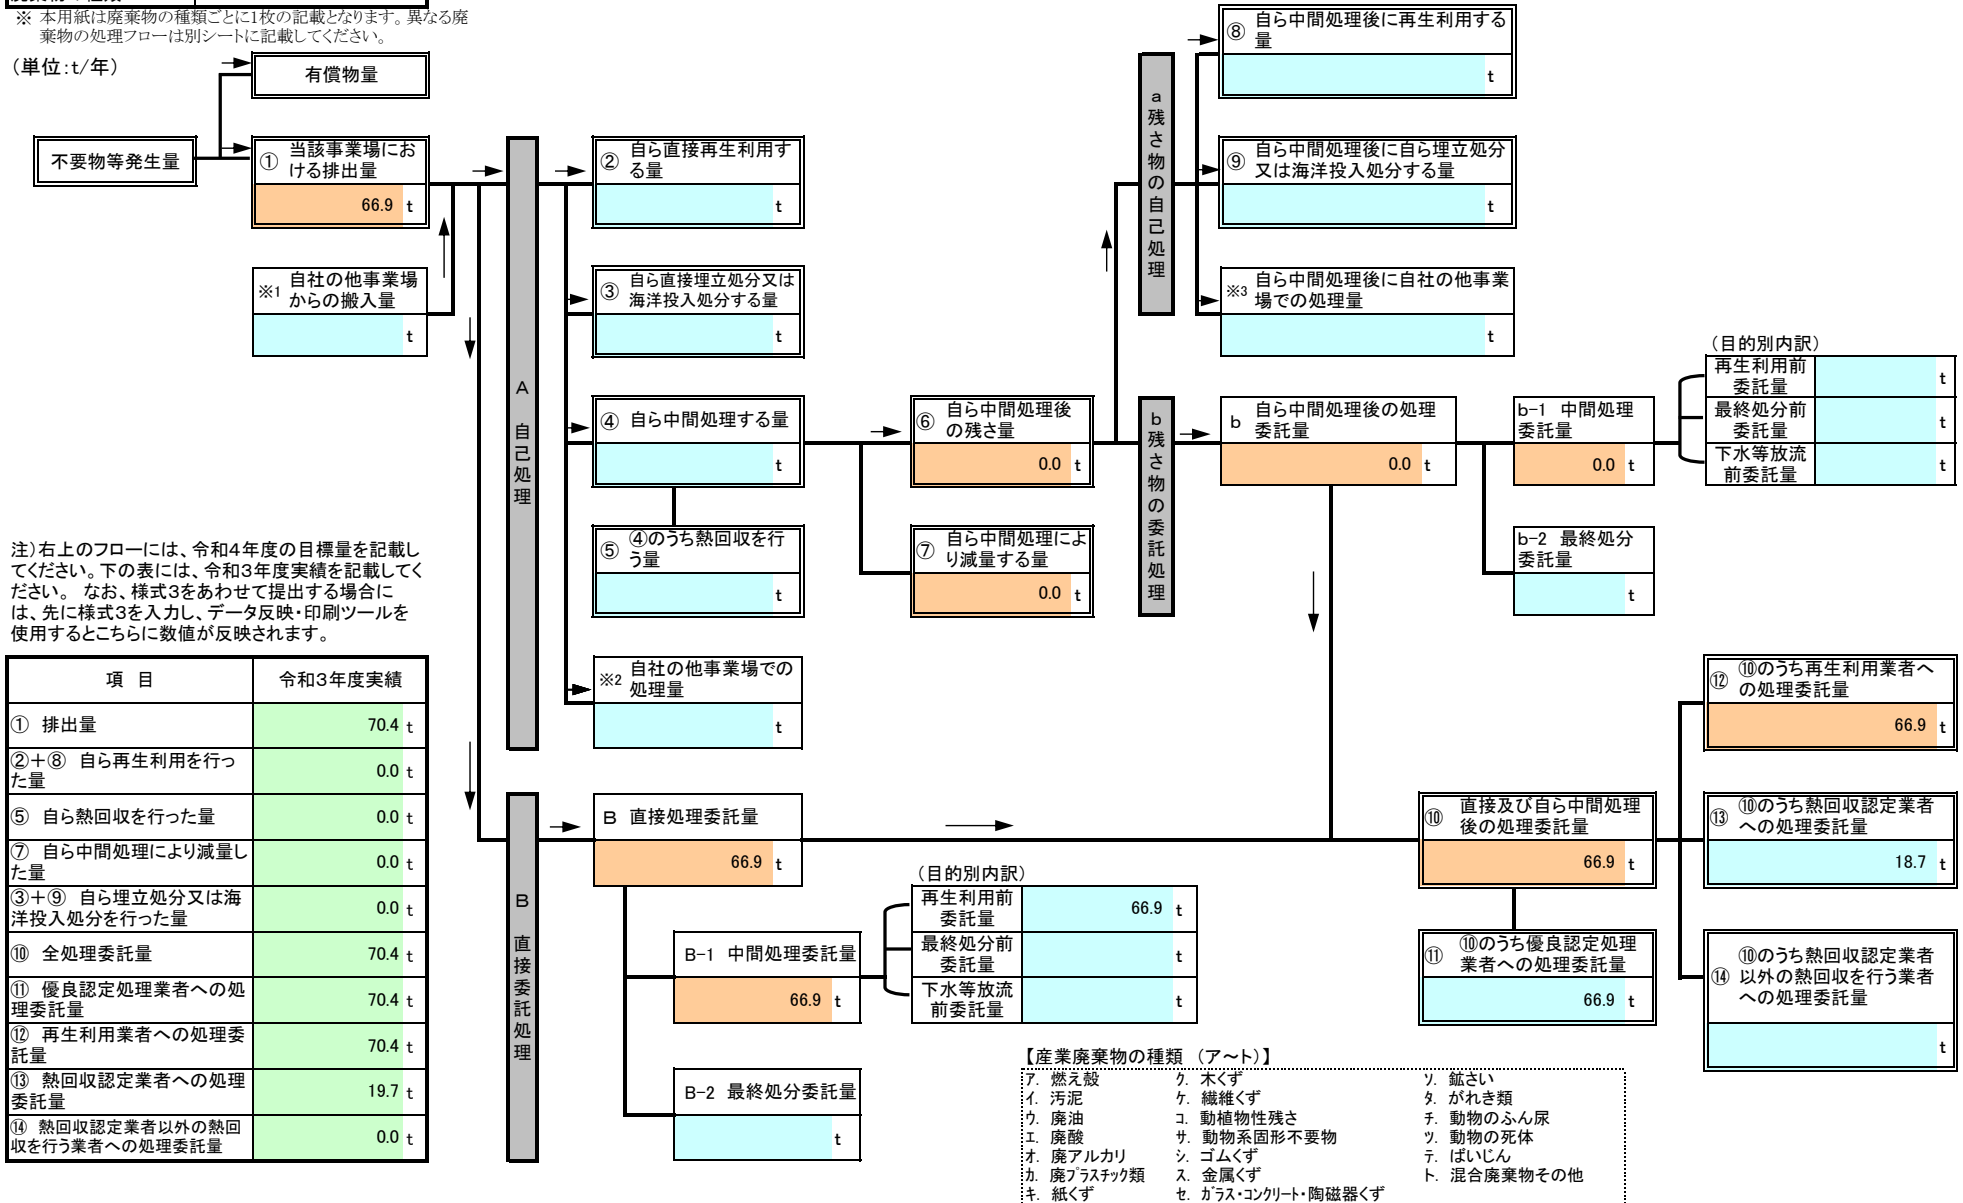 ※ 本用紙は廃棄物の種類ごとに1枚の記載となります。異なる廃
棄物の処理フローは別シートに記載してください。
（単位：t/年）
有償物量
不要物等発生量
① 当該事業場にお
ける排出量
66.9 t
※1 自社の他事業場
からの搬入量
t
A 自己処理
② 自ら直接再生利用す
る量
t
③ 自ら直接埋立処分又は
海洋投入処分する量
t
④ 自ら中間処理する量
t
⑤ ④のうち熱回収を行
う量
t
※2 自社の他事業場での
処理量
t
⑥ 自ら中間処理後
の残さ量
0.0 t
⑦ 自ら中間処理によ
り減量する量
0.0 t
a 残さ物の自己処理
⑧ 自ら中間処理後に再生利用する
量
t
⑨ 自ら中間処理後に自ら埋立処分
又は海洋投入処分する量
t
※3 自ら中間処理後に自社の他事業
場での処理量
t
b 残さ物の委託処理
b 自ら中間処理後の処理
委託量
0.0 t
b-1 中間処理
委託量
0.0 t
b-2 最終処分
委託量
t
（目的別内訳）
再生利用前
委託量
t
最終処分前
委託量
t
下水等放流
前委託量
t
注）右上のフローには、令和４年度の目標量を記載し
てください。下の表には、令和３年度実績を記載してく
ださい。 なお、様式３をあわせて提出する場合に
は、先に様式３を入力し、データ反映・印刷ツールを
使用するとこちらに数値が反映されます。
項 目 令和３年度実績
① 排出量 70.4 t
②＋⑧ 自ら再生利用を行っ
た量 0.0 t
⑤ 自ら熱回収を行った量 0.0 t
⑦ 自ら中間処理により減量し
た量 0.0 t
③＋⑨ 自ら埋立処分又は海
洋投入処分を行った量 0.0 t
⑩ 全処理委託量 70.4 t
⑪ 優良認定処理業者への処
理委託量 70.4 t
⑫ 再生利用業者への処理委
託量 70.4 t
⑬ 熱回収認定業者への処理
委託量 19.7 t
⑭ 熱回収認定業者以外の熱回
収を行う業者への処理委託量 0.0 t
B 直接委託処理
B 直接処理委託量
66.9 t
B-1 中間処理委託量
66.9 t
B-2 最終処分委託量
t
（目的別内訳）
再生利用前
委託量
66.9 t
最終処分前
委託量
t
下水等放流
前委託量
t
⑩ 直接及び自ら中間処理
後の処理委託量
66.9 t
⑪ ⑩のうち優良認定処理
業者への処理委託量
66.9 t
⑫ ⑩のうち再生利用業者へ
の処理委託量
66.9 t
⑬ ⑩のうち熱回収認定業者
への処理委託量
18.7 t
⑭ ⑩のうち熱回収認定業者
以外の熱回収を行う業者
への処理委託量
t
【産業廃棄物の種類 （ア～ト）】
ア. 燃え殻 ク. 木くず ソ. 鉱さい
イ. 汚泥 ケ. 繊維くず タ. がれき類
ウ. 廃油 コ. 動植物性残さ チ. 動物のふん尿
エ. 廃酸 サ. 動物系固形不要物 ツ. 動物の死体
オ. 廃アルカリ シ. ゴムくず テ. ばいじん
カ. 廃プラスチック類 ス. 金属くず ト. 混合廃棄物その他
キ. 紙くず セ. ガラス・コンクリート・陶磁器くず